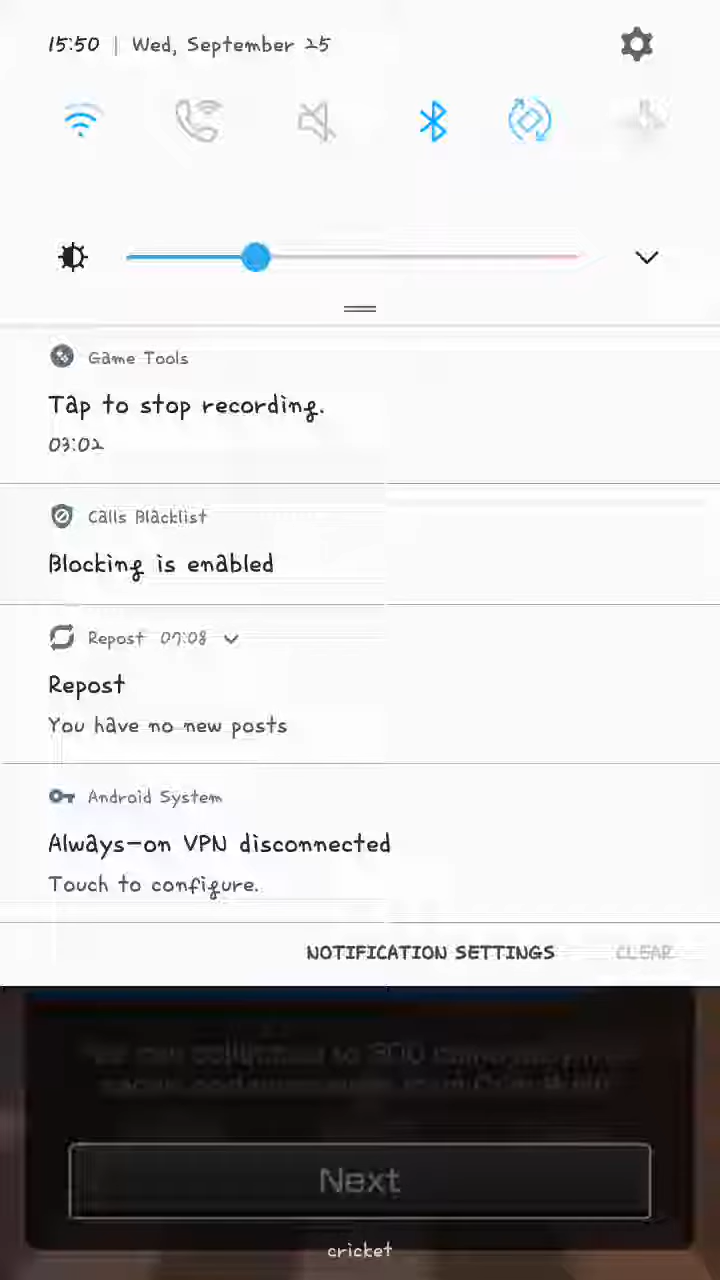 15:50 | Wed, September 25
Game Tools
Tap to stop recording.
03:02
Calls Blacklist
Blocking is enabled
Repost 07:08
Repost
You have no new posts
Android System
Always-on VPN disconnected
Touch to configure.
NOTIFICATION SETTINGS CLEAR
to 300
Next
cricket